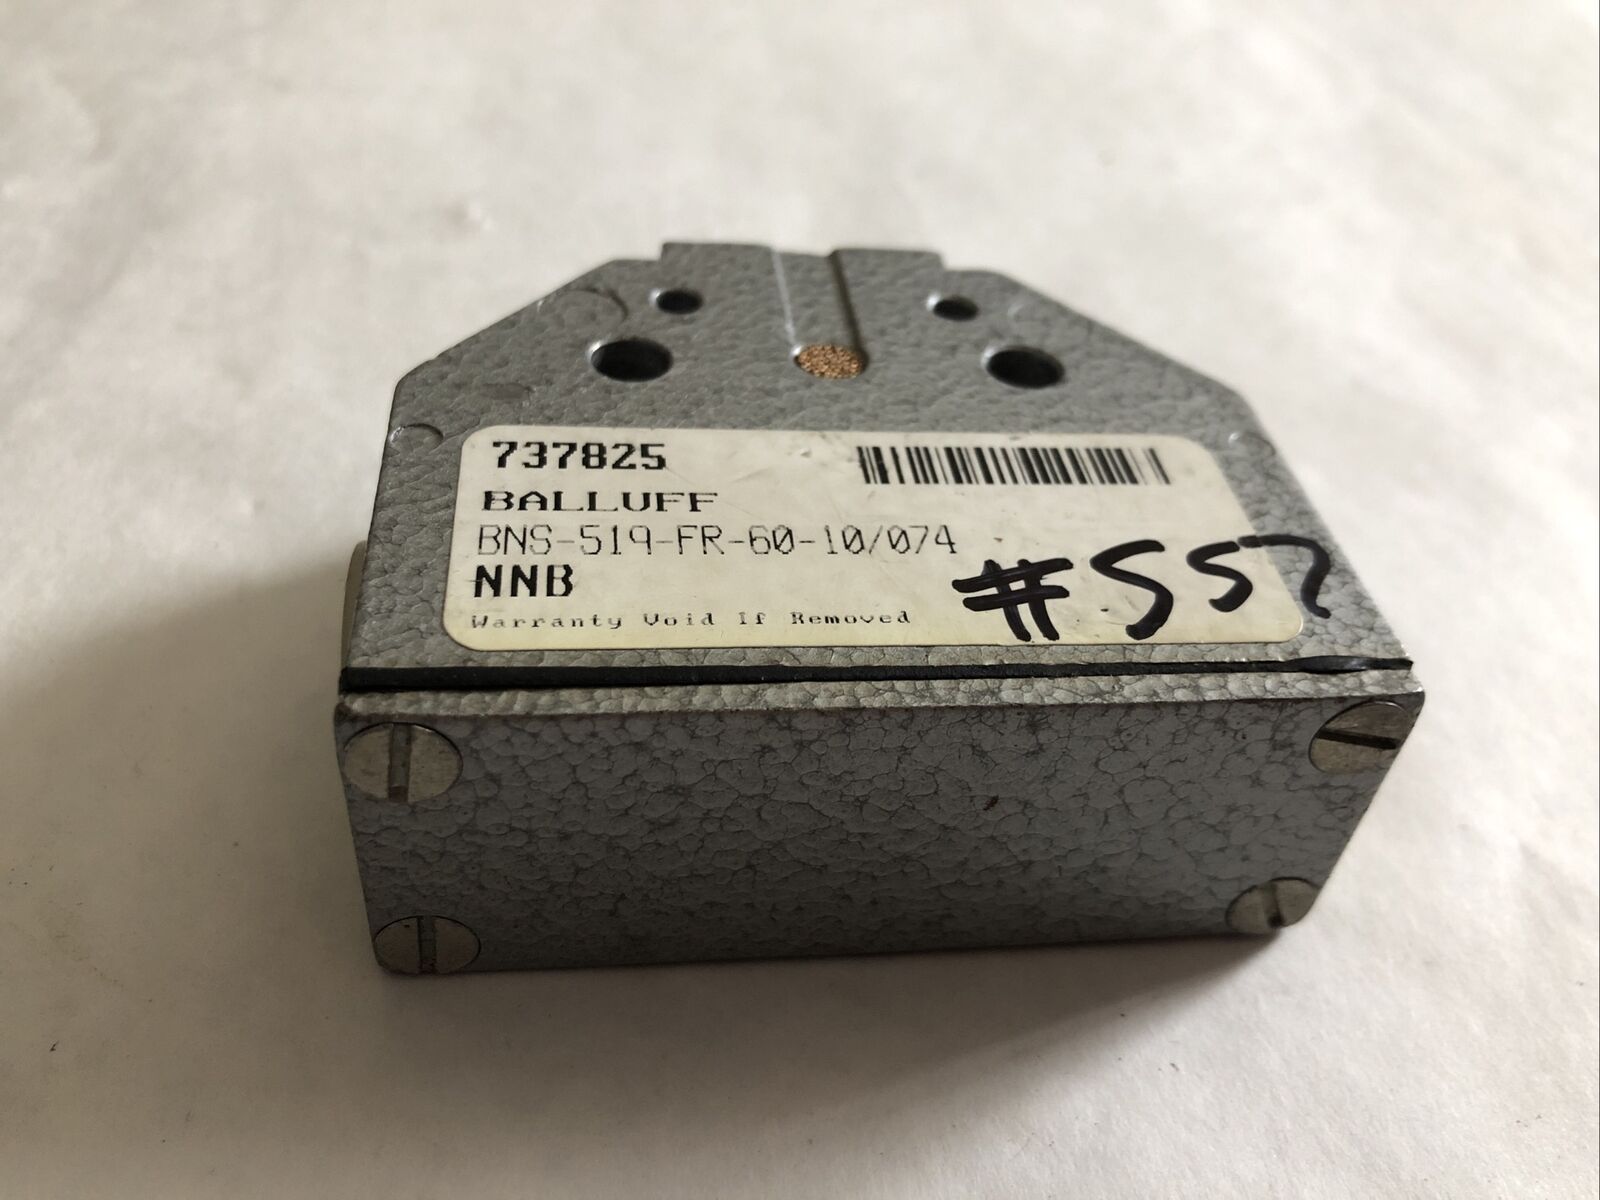 737825
BALLUFF
BNS-519-FR-60-10/074
NNB
#557
Warranty Void If Removed